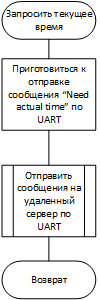 Запросить текущее
время
Приготовиться к
отправке
сообщения “Need
actual time” по
UART
Отправить
сообщения на
удаленный
сервер по
UART
Возврат